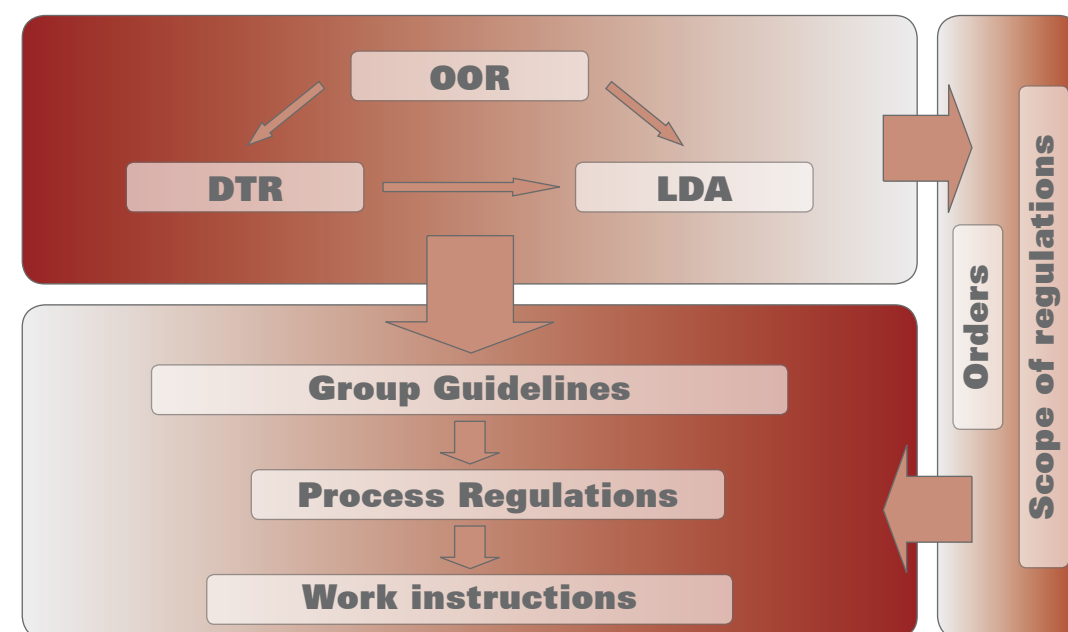 OOR
DTR
LDA
Group Guidelines
Process Regulations
Work instructions
Orders
Scope of regulations